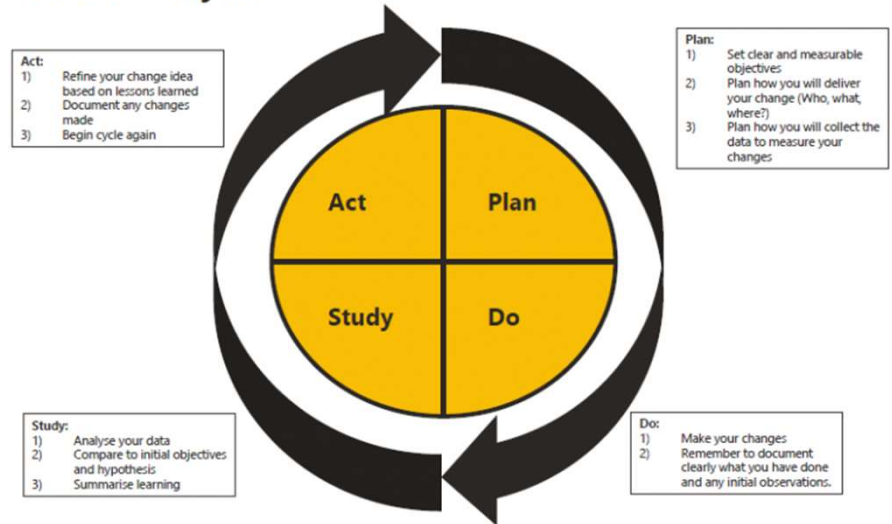 Act:
1) Refine your change idea
based on lessons learned
2) Document any changes
made
3) Begin cycle again
Plan:
1) Set clear and measurable
objectives
2) Plan how you will deliver
your change (Who, what,
where?)
3) Plan how you will collect the
data to measure your
changes
Act
Plan
Study
Do
Study:
1) Analyse your data
2) Compare to initial objectives
and hypothesis
3) Summarise learning
Do:
1) Make your changes
2) Remember to document
clearly what you have done
and any initial observations.